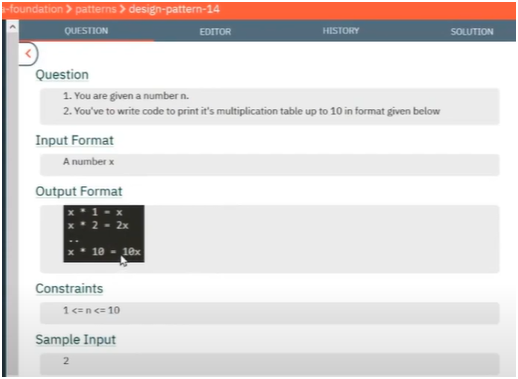 e-foundation > patterns > design-pattern-14
QUESTION EDITOR HISTORY SOLUTION
Question
1. You are given a number n.
2. You've to write code to print it's multiplication table up to 10 in format given below
Input Format
A number x
Output Format
x * 1 = x
x * 2 = 2x
..
x * 10 = 10x
Constraints
1 <= n <= 10
Sample Input
2